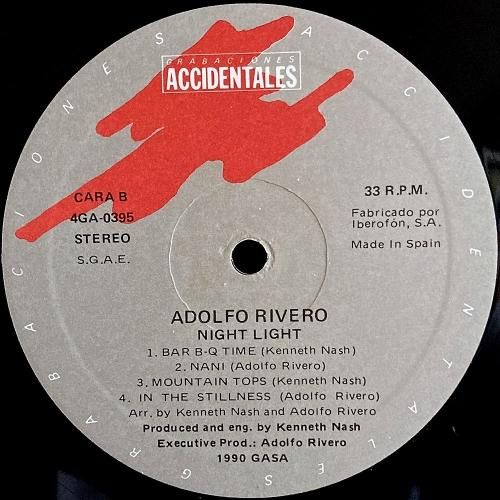 GRABACIONES ACCIDENTALES
GRABACIONES
ACCIDENTALES
CARA B
4GA-0395
STEREO
S.G.A.E.
33 R.P.M.
Fabricado por
Iberofón, S.A.
Made In Spain
ADOLFO RIVERO
NIGHT LIGHT
1. BAR B-Q TIME (Kenneth Nash)
2. NANI (Adolfo Rivero)
3. MOUNTAIN TOPS (Kenneth Nash)
4. IN THE STILLNESS (Adolfo Rivero)
Arr. by Kenneth Nash and Adolfo Rivero
Produced and eng. by Kenneth Nash
Executive Prod.: Adolfo Rivero
1990 GASA